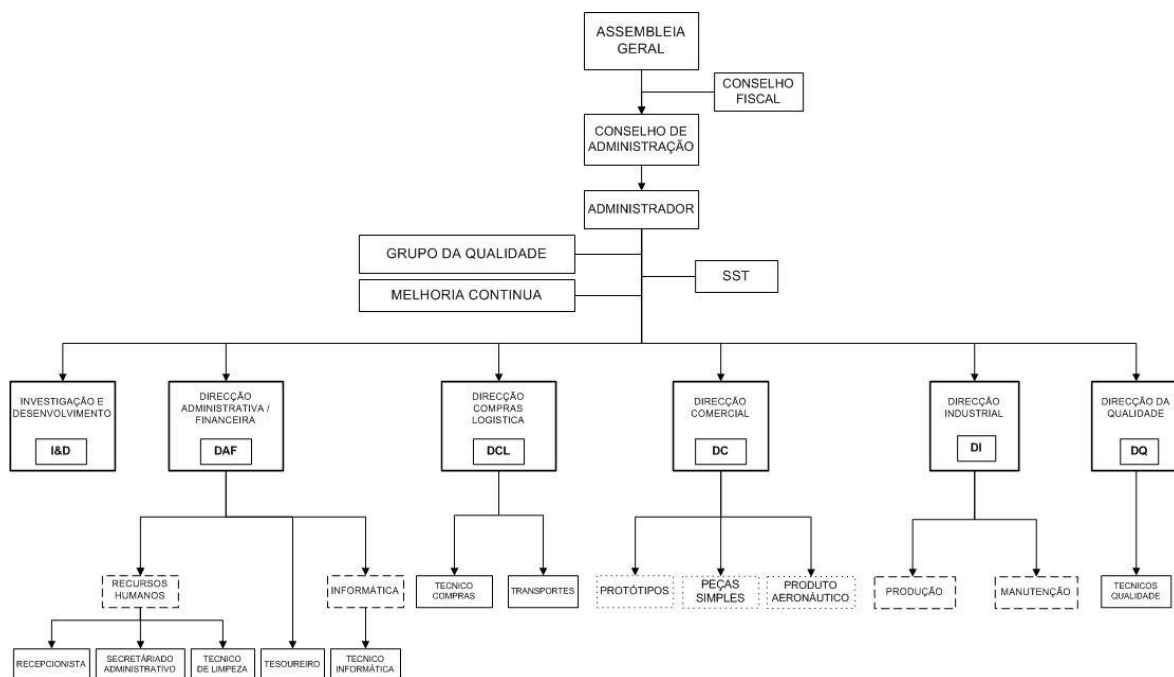 ASSEMBLEIA
GERAL
CONSELHO
FISCAL
CONSELHO DE
ADMINISTRAÇÃO
ADMINISTRADOR
GRUPO DA QUALIDADE
SST
MELHORIA CONTINUA
INVESTIGAÇÃO E
DESENVOLVIMENTO
I&D
DIRECÇÃO
ADMINISTRATIVA /
FINANCEIRA
DAF
DIRECÇÃO
COMPRAS
LOGISTICA
DCL
DIRECÇÃO
COMERCIAL
DC
DIRECÇÃO
INDUSTRIAL
DI
DIRECÇÃO DA
QUALIDADE
DQ
RECURSOS
HUMANOS
INFORMÁTICA
TECNICO
COMPRAS
TRANSPORTES
PROTÓTIPOS
PEÇAS
SIMPLES
PRODUTO
AERONÁUTICO
PRODUÇÃO
MANUTENÇÃO
TECNICOS
QUALIDADE
RECEPCIONISTA
SECRETÁRIADO
ADMINISTRATIVO
TECNICO
DE LIMPEZA
TESOUREIRO
TECNICO
INFORMÁTICA